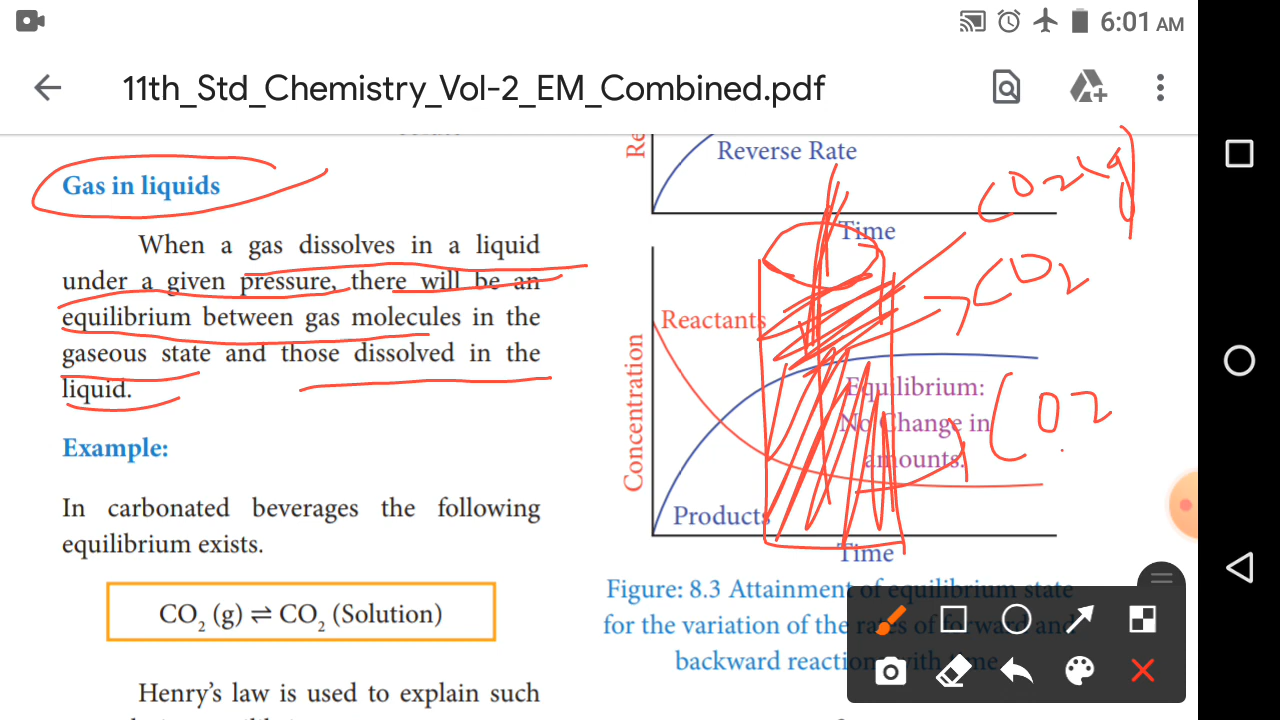 6:01 AM
11th_Std_Chemistry_Vol-2_EM_Combined.pdf
Gas in liquids
When a gas dissolves in a liquid
under a given pressure, there will be an
equilibrium between gas molecules in the
gaseous state and those dissolved in the
liquid.
Example:
In carbonated beverages the following
equilibrium exists.
CO₂ (g) ⇌ CO₂ (Solution)
Henry's law is used to explain such
Re
Reverse Rate
Time
CO2(g)
CO2
Concentration
Reactants
Equilibrium:
No Change in
amounts.
CO2
Products
Time
Figure: 8.3 Attainment of equilibrium state
for the variation of the rates of forward and
backward reaction with time